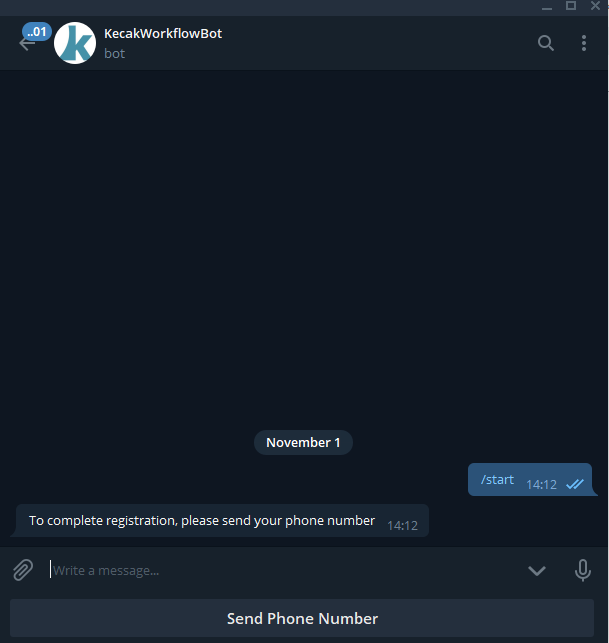 ..01
KecakWorkflowBot
bot
November 1
/start 14:12
To complete registration, please send your phone number 14:12
Write a message...
Send Phone Number